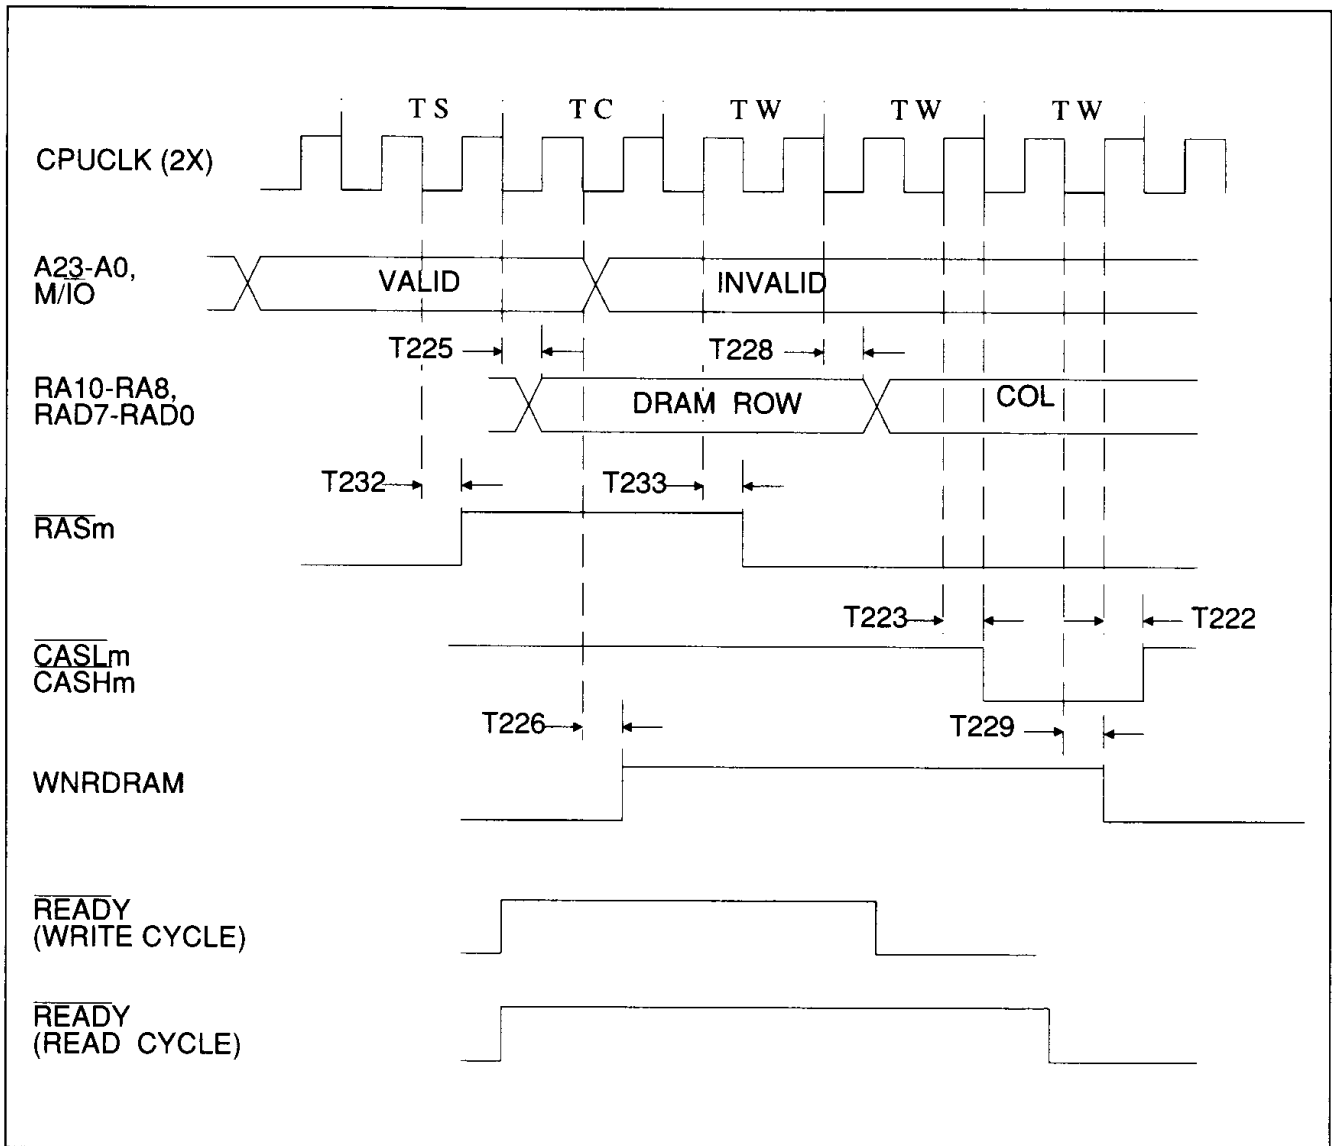 T S
T C
T W
T W
T W
CPUCLK (2X)
A23-A0,
M/IO
VALID
INVALID
T225
T228
RA10-RA8,
RAD7-RAD0
DRAM ROW
COL
T232
T233
RASm
T223
T222
CASLm
CASHm
T226
T229
WNRDRAM
READY
(WRITE CYCLE)
READY
(READ CYCLE)